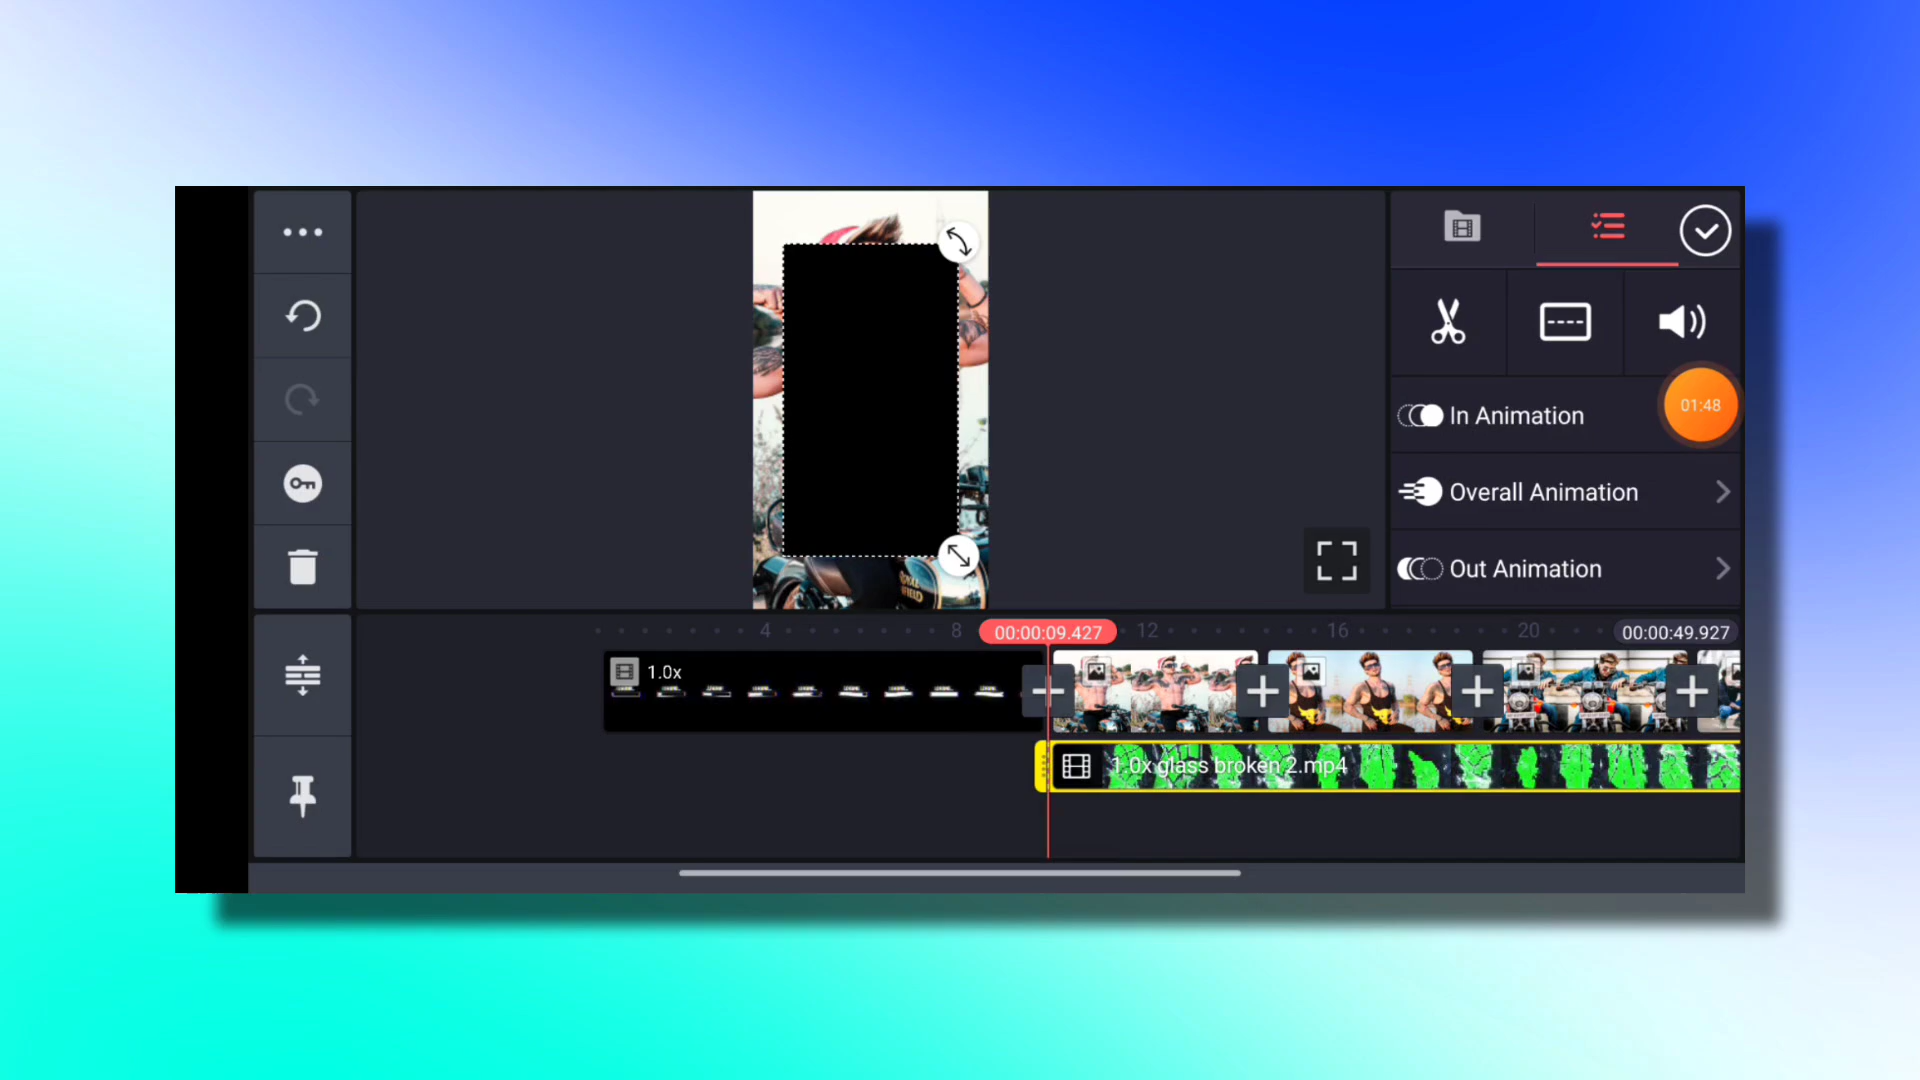 01:48
In Animation
Overall Animation
Out Animation
ROYAL
4
8
00:00:09.427
12
16
20
00:00:49.927
1.0x
1.0x glass broken 2.mp4